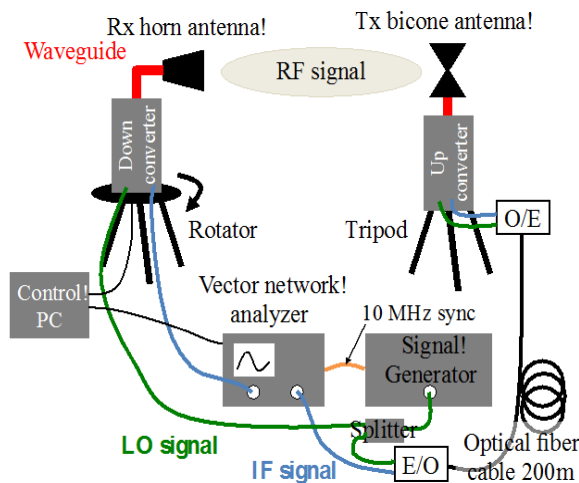 Rx horn antenna!
Tx bicone antenna!
Waveguide
RF signal
Down
converter
Up
converter
O/E
Rotator
Tripod
Control!
PC
Vector network!
analyzer
10 MHz sync
Signal!
Generator
Splitter
LO signal
IF signal
E/O
Optical fiber
cable 200m